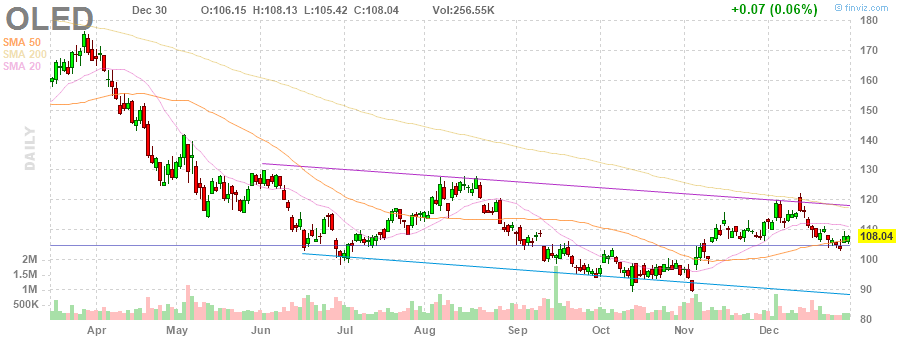 OLED Dec 30 O:106.15 H:108.13 L:105.42 C:108.04 Vol:256.55K +0.07 (0.06%) © finviz.com
SMA 50
SMA 200
SMA 20
DAILY
180
170
160
150
140
130
120
110
108.04
100
90
80
2M
1.5M
1M
500K
Apr May Jun Jul Aug Sep Oct Nov Dec